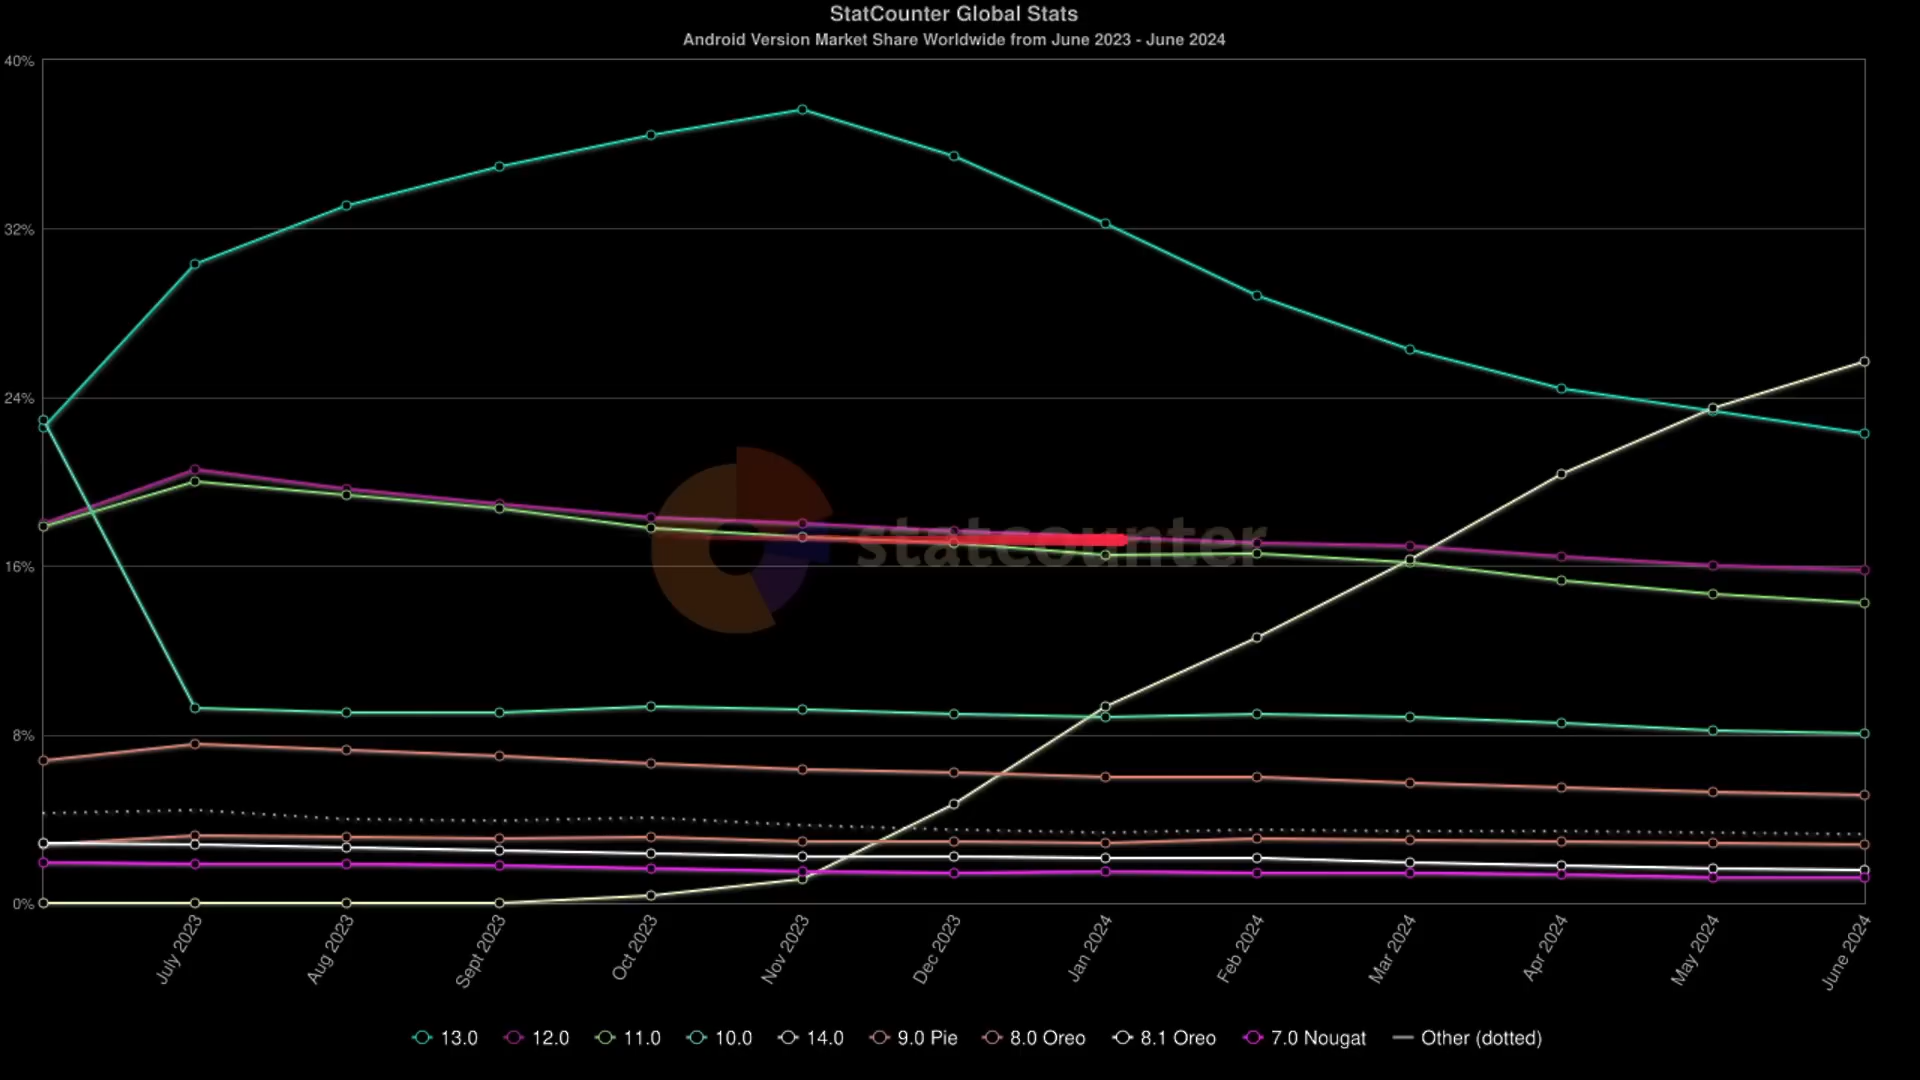 StatCounter Global Stats
Android Version Market Share Worldwide from June 2023 - June 2024
40%
32%
24%
16%
8%
0%
statcounter
July 2023
Aug 2023
Sept 2023
Oct 2023
Nov 2023
Dec 2023
Jan 2024
Feb 2024
Mar 2024
Apr 2024
May 2024
June 2024
13.0 12.0 11.0 10.0 14.0 9.0 Pie 8.0 Oreo 8.1 Oreo 7.0 Nougat Other (dotted)